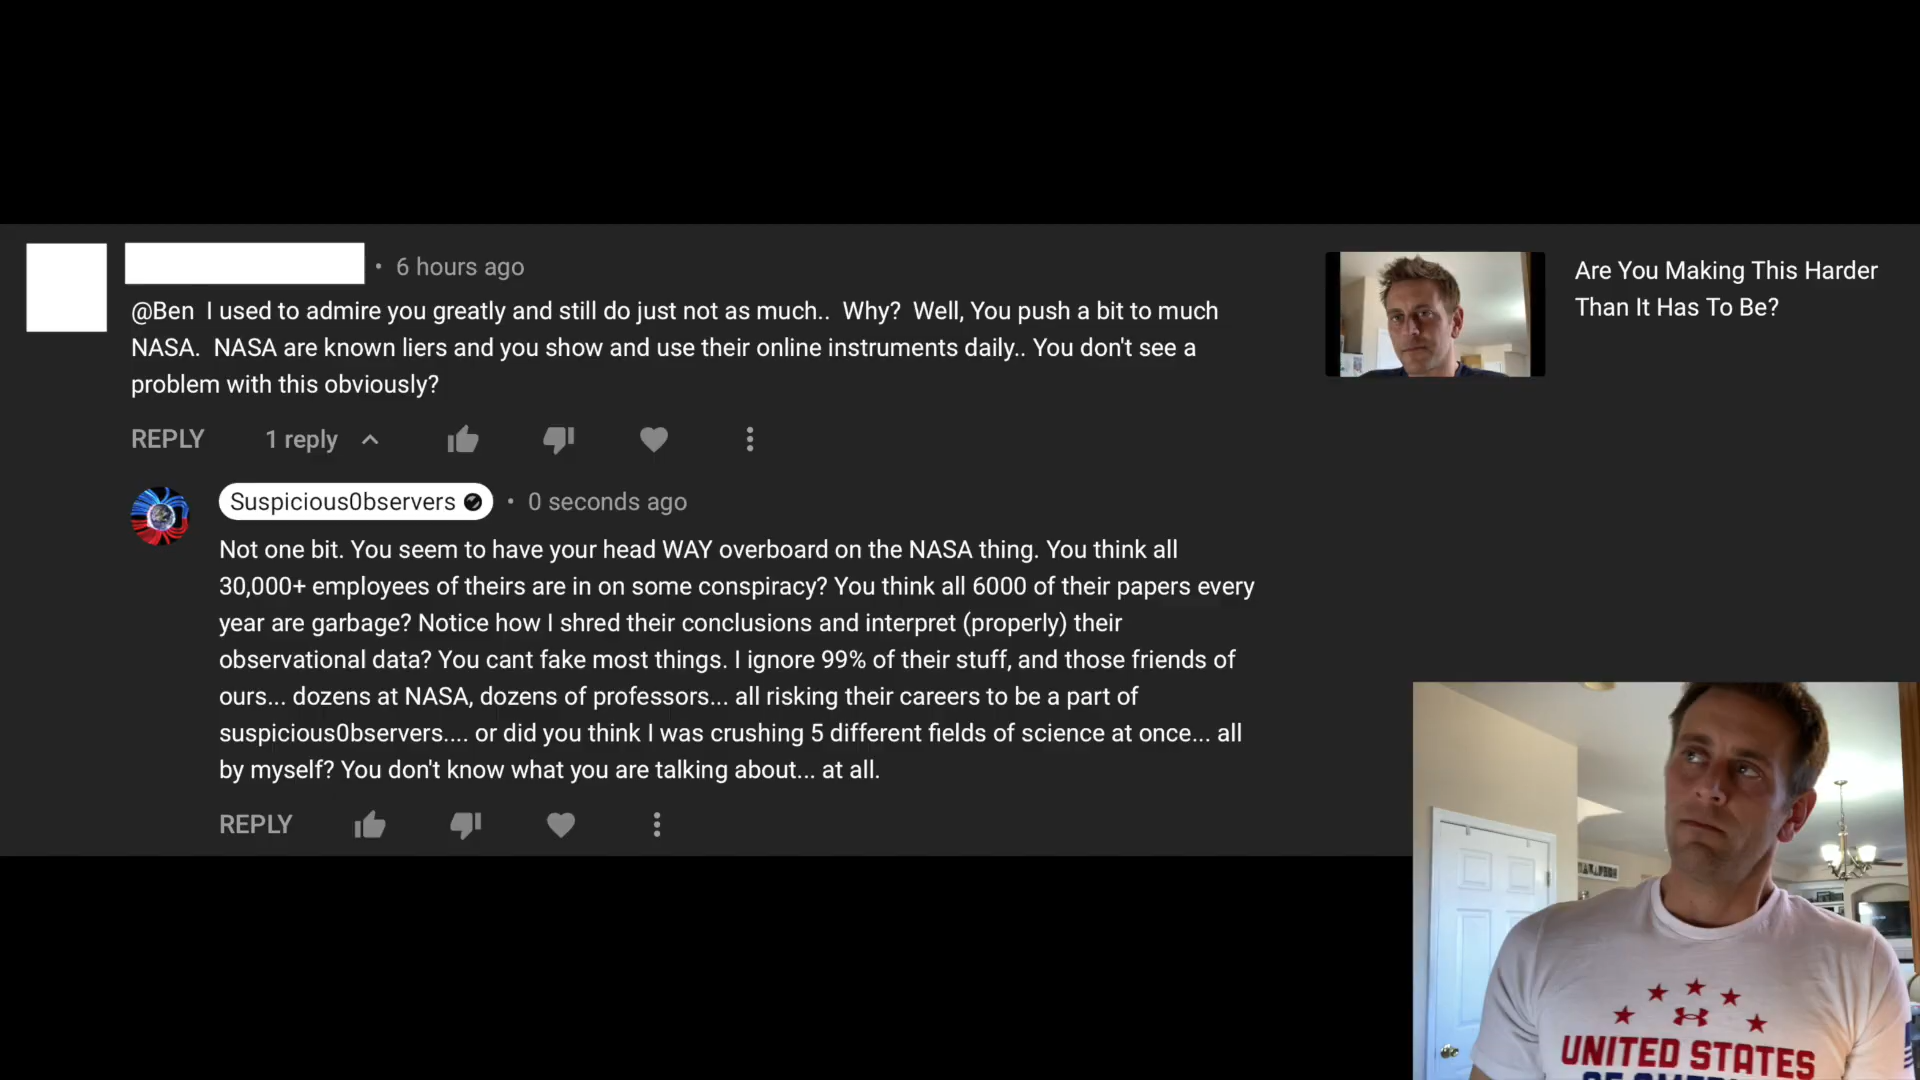 • 6 hours ago
@Ben I used to admire you greatly and still do just not as much.. Why? Well, You push a bit to much
NASA. NASA are known liers and you show and use their online instruments daily.. You don't see a
problem with this obviously?
REPLY 1 reply
Are You Making This Harder
Than It Has To Be?
Suspicious0bservers • 0 seconds ago
Not one bit. You seem to have your head WAY overboard on the NASA thing. You think all
30,000+ employees of theirs are in on some conspiracy? You think all 6000 of their papers every
year are garbage? Notice how I shred their conclusions and interpret (properly) their
observational data? You cant fake most things. I ignore 99% of their stuff, and those friends of
ours... dozens at NASA, dozens of professors... all risking their careers to be a part of
suspicious0bservers.... or did you think I was crushing 5 different fields of science at once... all
by myself? You don't know what you are talking about... at all.
REPLY
UNITED STATES